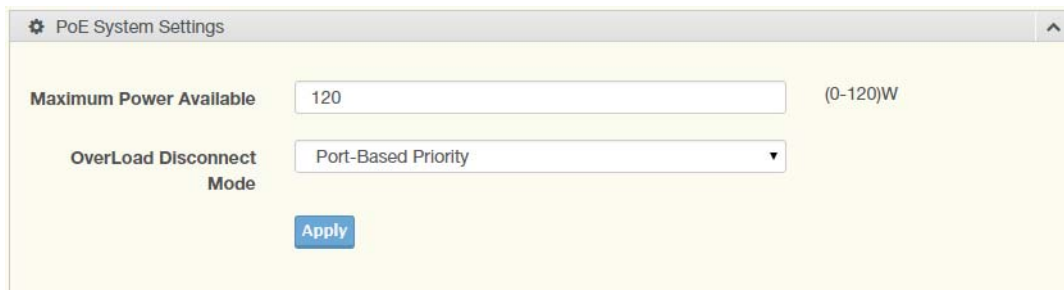 PoE System Settings
Maximum Power Available
120
(0-120)W
OverLoad Disconnect
Mode
Port-Based Priority
Apply